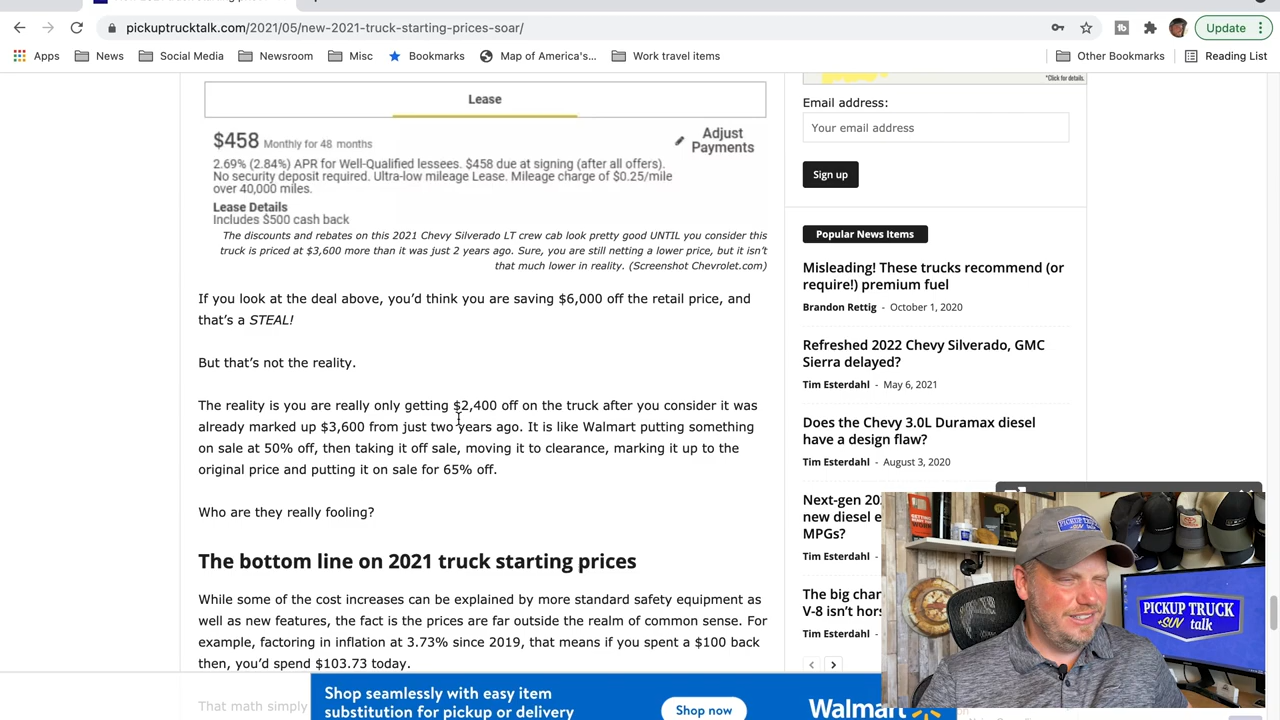 Update
pickuptrucktalk.com/2021/05/new-2021-truck-starting-prices-soar/
Apps
News
Social Media
Newsroom
Misc
Bookmarks
Map of America's...
Work travel items
Other Bookmarks
Reading List
Lease
$458 Monthly for 48 months
Adjust
Payments
2.69% (2.84%) APR for Well-Qualified lessees. $458 due at signing (after all offers).
No security deposit required. Ultra-low mileage Lease. Mileage charge of $0.25/mile
over 40,000 miles.
Lease Details
Includes $500 cash back
The discounts and rebates on this 2021 Chevy Silverado LT crew cab look pretty good UNTIL you consider this
truck is priced at $3,600 more than it was just 2 years ago. Sure, you are still netting a lower price, but it isn't
that much lower in reality. (Screenshot Chevrolet.com)
If you look at the deal above, you'd think you are saving $6,000 off the retail price, and
that's a STEAL!
But that's not the reality.
The reality is you are really only getting $2,400 off on the truck after you consider it was
already marked up $3,600 from just two years ago. It is like Walmart putting something
on sale at 50% off, then taking it off sale, moving it to clearance, marking it up to the
original price and putting it on sale for 65% off.
Who are they really fooling?
The bottom line on 2021 truck starting prices
While some of the cost increases can be explained by more standard safety equipment as
well as new features, the fact is the prices are far outside the realm of common sense. For
example, factoring in inflation at 3.73% since 2019, that means if you spent a $100 back
then, you'd spend $103.73 today.
That math simply
*Click for details.
Email address:
Your email address
Sign up
Popular News Items
Misleading! These trucks recommend (or
require!) premium fuel
Brandon Rettig - October 1, 2020
Refreshed 2022 Chevy Silverado, GMC
Sierra delayed?
Tim Esterdahl - May 6, 2021
Does the Chevy 3.0L Duramax diesel
have a design flaw?
Tim Esterdahl - August 3, 2020
Next-gen 20
new diesel e
MPGs?
Tim Esterdahl
The big char
V-8 isn't hors
Tim Esterdahl
Shop seamlessly with easy item
substitution for pickup or delivery
Shop now
Walmart
PICKUP TRUCK
+SUV talk